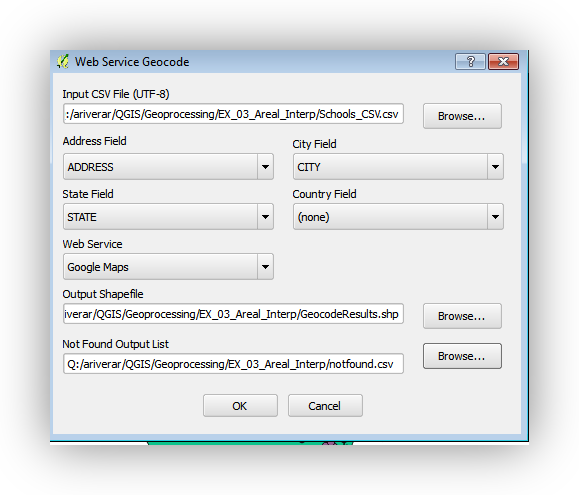 Web Service Geocode
?
Input CSV File (UTF-8)
:/ariverar/QGIS/Geoprocessing/EX_03_Areal_Interp/Schools_CSV.csv
Browse...
Address Field
City Field
ADDRESS
CITY
State Field
Country Field
STATE
(none)
Web Service
Google Maps
Output Shapefile
iverar/QGIS/Geoprocessing/EX_03_Areal_Interp/GeocodeResults.shp
Browse...
Not Found Output List
Q:/ariverar/QGIS/Geoprocessing/EX_03_Areal_Interp/notfound.csv
Browse...
OK
Cancel